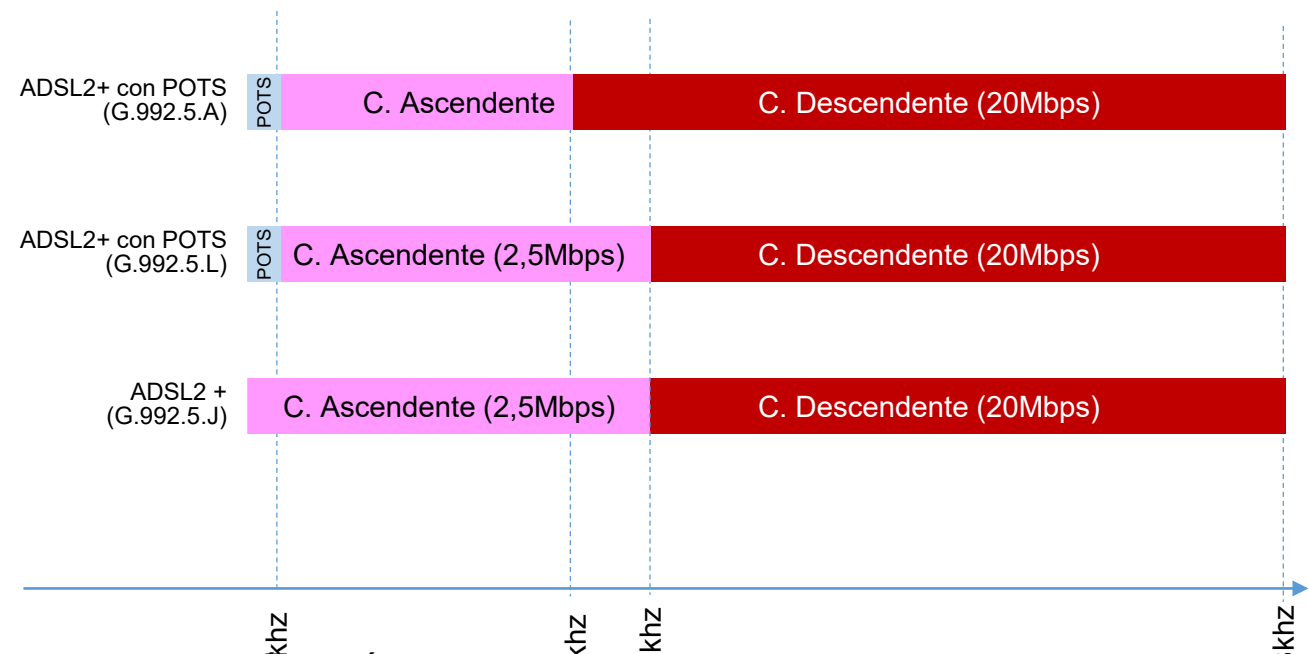 ADSL2+ con POTS
(G.992.5.A)
POTS
C. Ascendente
C. Descendente (20Mbps)
ADSL2+ con POTS
(G.992.5.L)
POTS
C. Ascendente (2,5Mbps)
C. Descendente (20Mbps)
ADSL2 +
(G.992.5.J)
C. Ascendente (2,5Mbps)
C. Descendente (20Mbps)
khz
khz
khz
khz